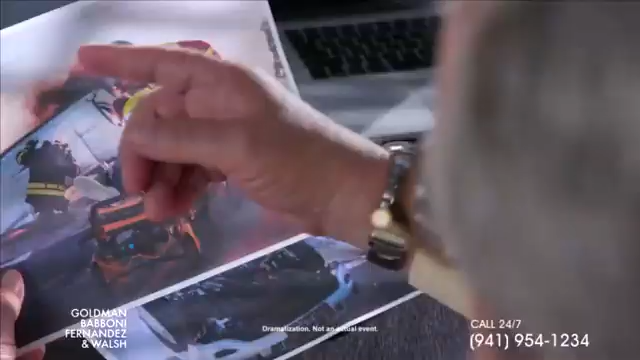 GOLDMAN
BABBONI
FERNANDEZ
& WALSH
Dramatization. Not an actual event.
CALL 24/7
(941) 954-1234